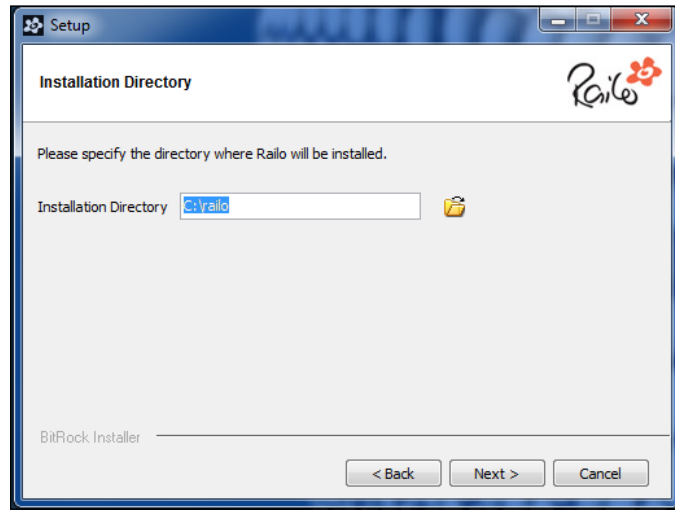 Setup
Installation Directory
Railo
Please specify the directory where Railo will be installed.
Installation Directory C:\railo
BitRock Installer
< Back Next > Cancel